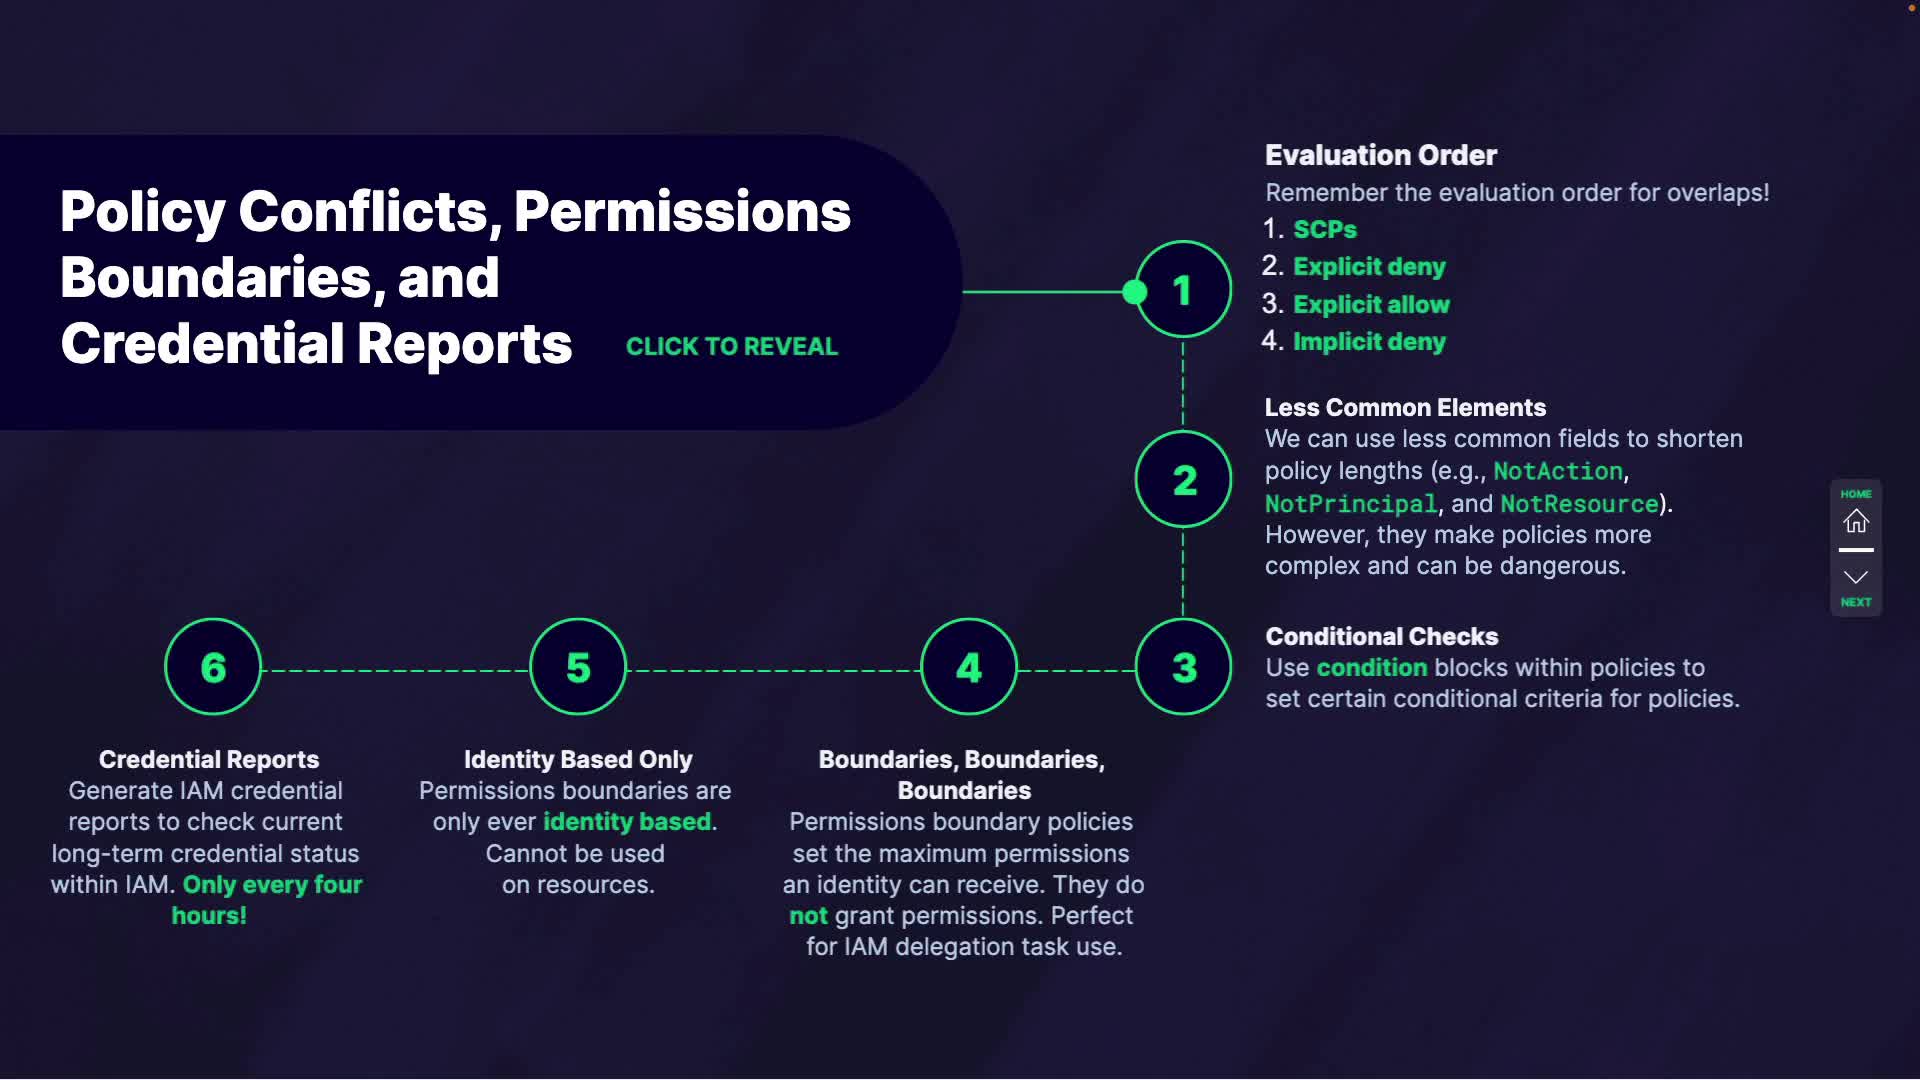 Policy Conflicts, Permissions
Boundaries, and
Credential Reports
CLICK TO REVEAL
1
Evaluation Order
Remember the evaluation order for overlaps!
1. SCPs
2. Explicit deny
3. Explicit allow
4. Implicit deny
2
Less Common Elements
We can use less common fields to shorten
policy lengths (e.g., NotAction,
NotPrincipal, and NotResource).
However, they make policies more
complex and can be dangerous.
3
Conditional Checks
Use condition blocks within policies to
set certain conditional criteria for policies.
4
Boundaries, Boundaries,
Boundaries
Permissions boundary policies
set the maximum permissions
an identity can receive. They do
not grant permissions. Perfect
for IAM delegation task use.
5
Identity Based Only
Permissions boundaries are
only ever identity based.
Cannot be used
on resources.
6
Credential Reports
Generate IAM credential
reports to check current
long-term credential status
within IAM. Only every four
hours!
HOME
NEXT